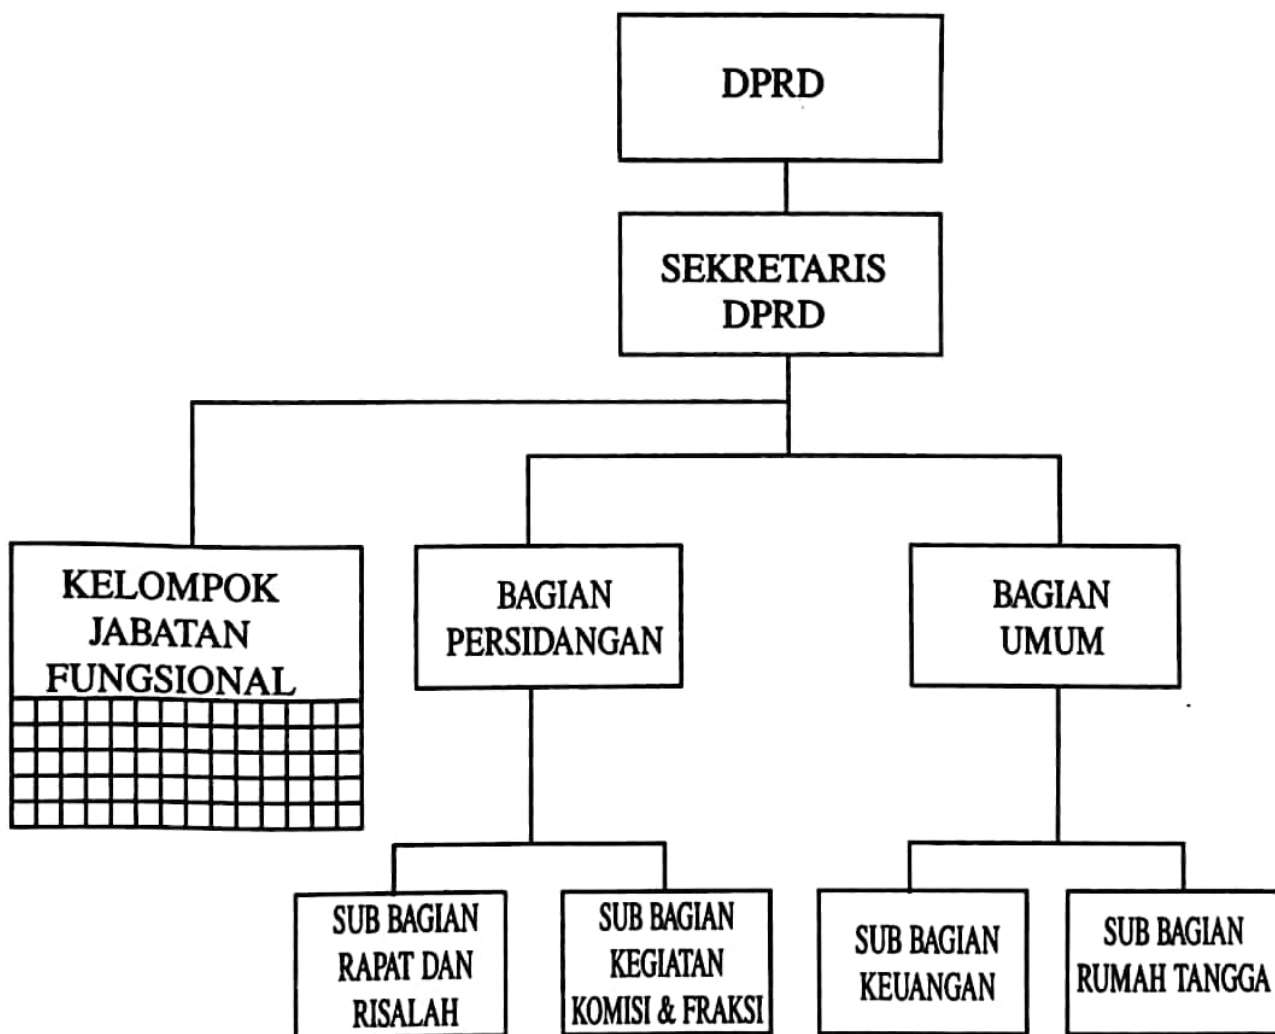 DPRD
SEKRETARIS
DPRD
KELOMPOK
JABATAN
FUNGSIONAL
BAGIAN
PERSIDANGAN
BAGIAN
UMUM
SUB BAGIAN
RAPAT DAN
RISALAH
SUB BAGIAN
KEGIATAN
KOMISI & FRAKSI
SUB BAGIAN
KEUANGAN
SUB BAGIAN
RUMAH TANGGA